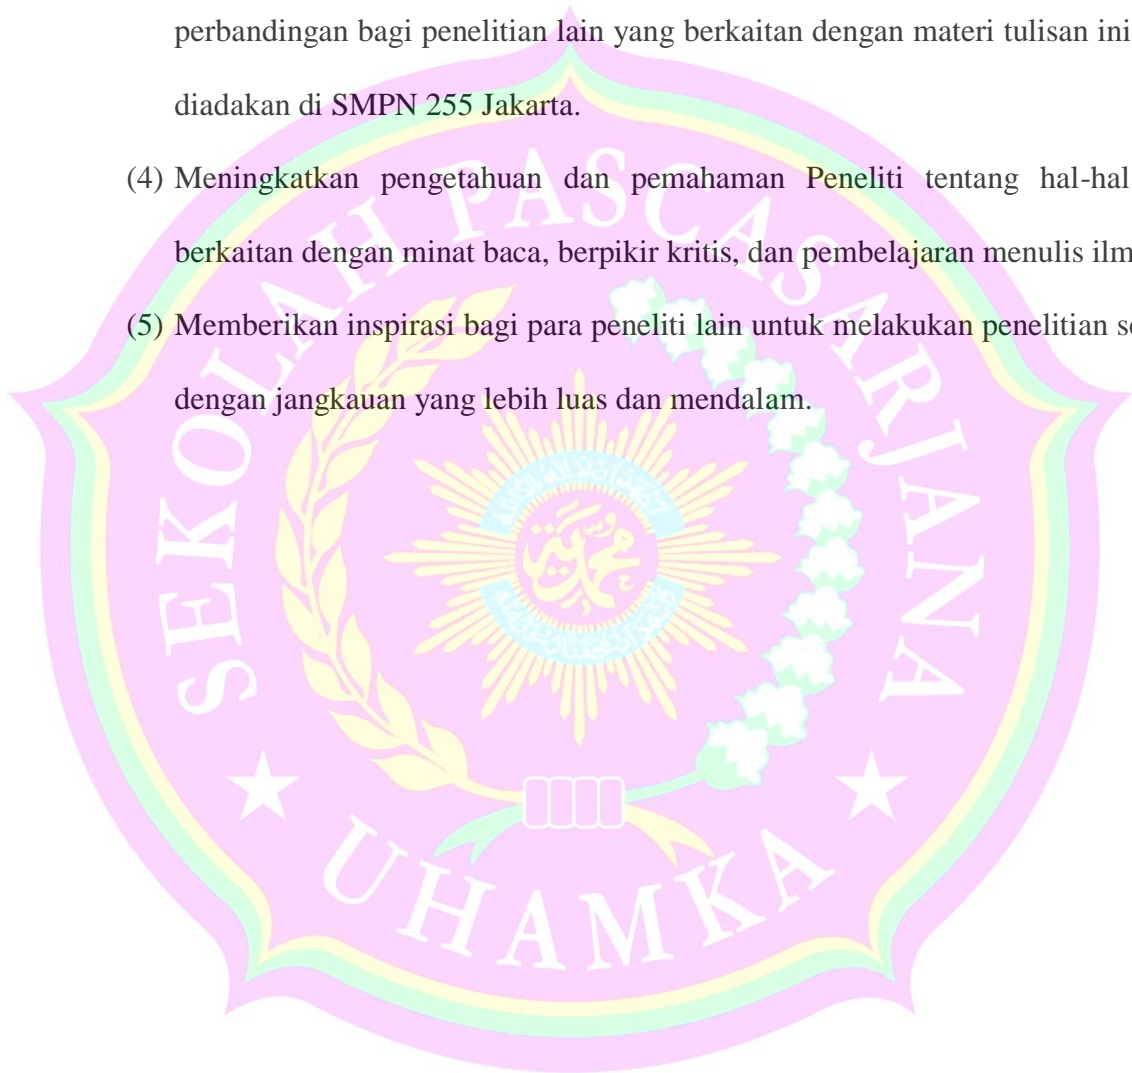 perbandingan bagi penelitian lain yang berkaitan dengan materi tulisan ini
diadakan di SMPN 255 Jakarta.
(4) Meningkatkan pengetahuan dan pemahaman Peneliti tentang hal-hal
berkaitan dengan minat baca, berpikir kritis, dan pembelajaran menulis
(5) Memberikan inspirasi bagi para peneliti lain untuk melakukan penelitian
dengan jangkauan yang lebih luas dan mendalam.
SEKOLAH PASCASARJANA
UHAMKA